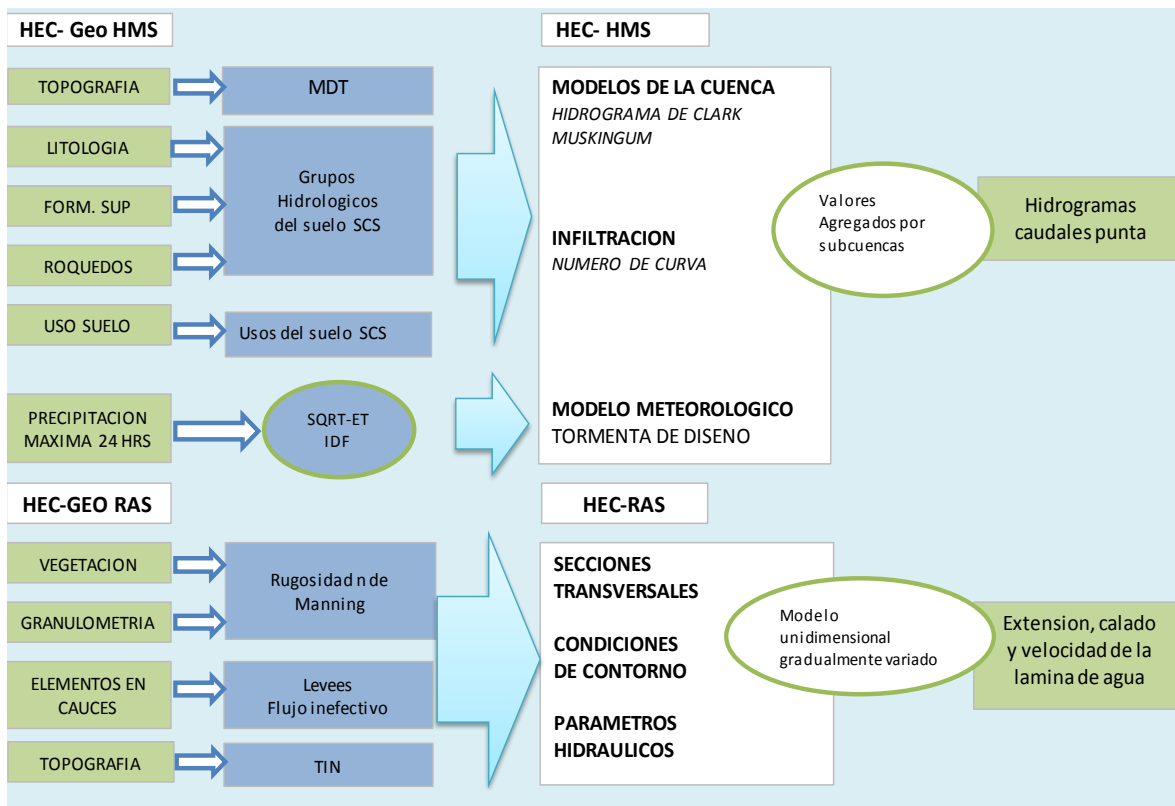 HEC- Geo HMS
HEC- HMS
TOPOGRAFIA
MDT
LITOLOGIA
FORM. SUP
ROQUEDOS
Grupos
Hidrologicos
del suelo SCS
USO SUELO
Usos del suelo SCS
PRECIPITACION
MAXIMA 24 HRS
SQRT-ET
IDF
MODELOS DE LA CUENCA
HIDROGRAMA DE CLARK
MUSKINGUM
INFILTRACION
NUMERO DE CURVA
MODELO METEOROLOGICO
TORMENTA DE DISENO
Valores
Agregados por
subcuencas
Hidrogramas
caudales punta
HEC-GEO RAS
HEC-RAS
VEGETACION
GRANULOMETRIA
Rugosidad n de
Manning
ELEMENTOS EN
CAUCES
Levees
Flujo inefectivo
TOPOGRAFIA
TIN
SECCIONES
TRANSVERSALES
CONDICIONES
DE CONTORNO
PARAMETROS
HIDRAULICOS
Modelo
unidimensional
gradualmente variado
Extension, calado
y velocidad de la
lamina de agua